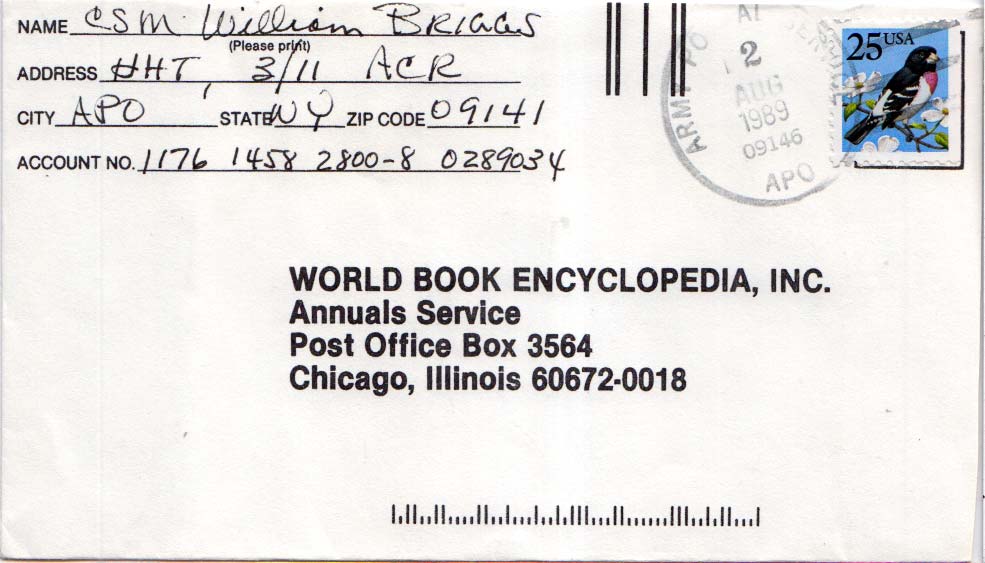 NAME CSM William BRIGGS
(Please print)
ADDRESS HHT, 3/11 ACR
CITY APO STATE NY ZIP CODE 09141
ACCOUNT NO. 1176 1458 2800-8 0289034
ARMY PO
2
AUG
1989
09146
APO
25 USA
WORLD BOOK ENCYCLOPEDIA, INC.
Annuals Service
Post Office Box 3564
Chicago, Illinois 60672-0018